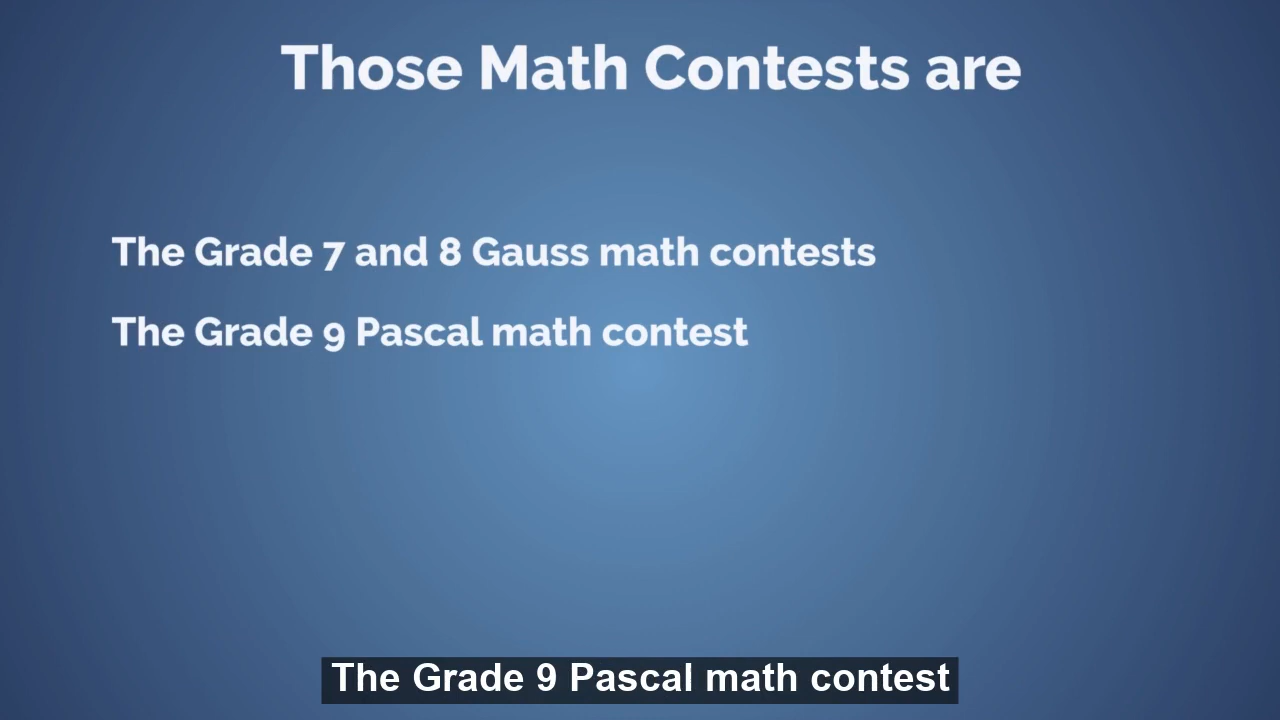 Those Math Contests are
The Grade 7 and 8 Gauss math contests
The Grade 9 Pascal math contest
The Grade 9 Pascal math contest